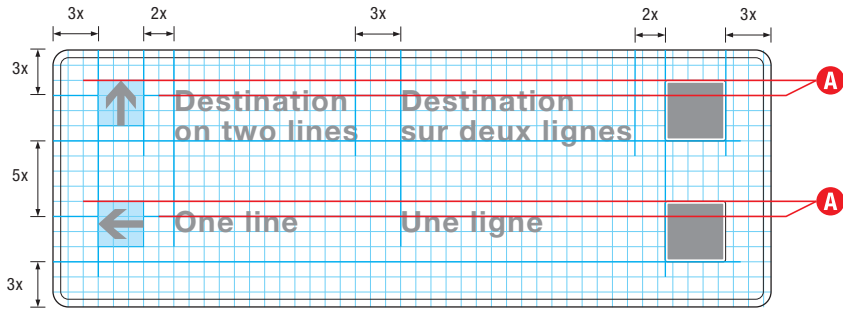 3x 2x 3x 2x 3x
3x
A
Destination Destination
on two lines sur deux lignes
5x
A
One line Une ligne
3x